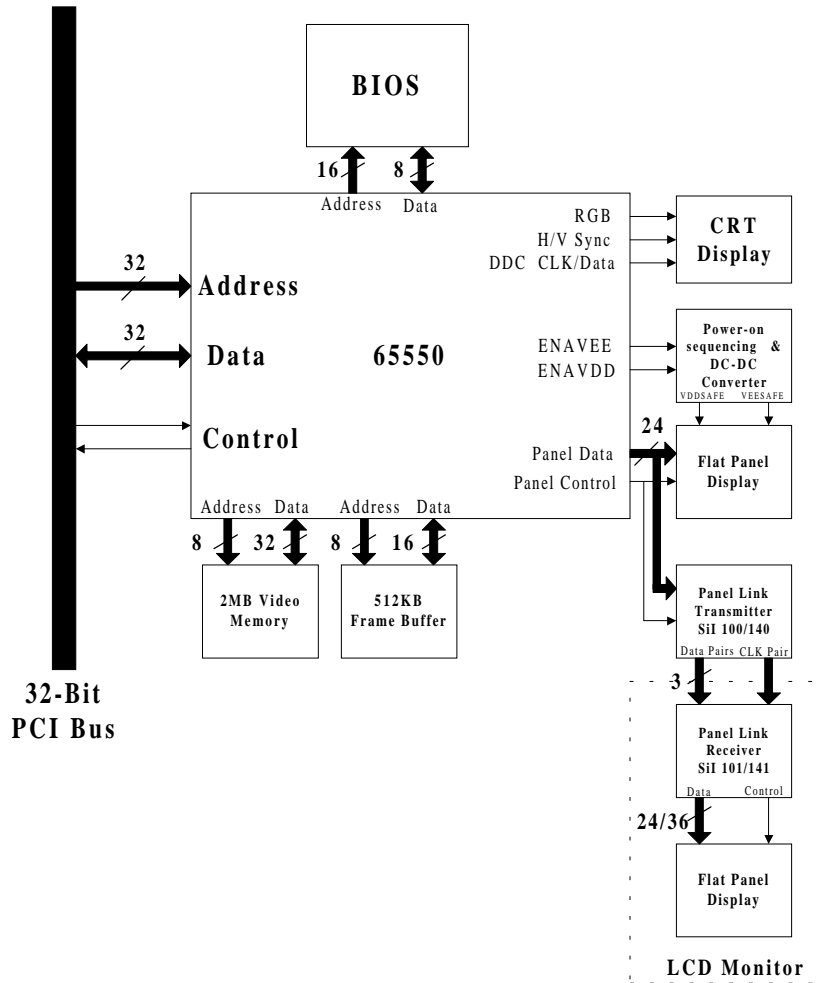 BIOS
16
8
Address Data
RGB
H/V Sync
DDC CLK/Data
CRT
Display
32
Address
32
Data
65550
ENAVEE
ENAVDD
Power-on
sequencing &
DC-DC
Converter
VDDSAFE VEESAFE
Control
24
Panel Data
Panel Control
Flat Panel
Display
Address Data
Address Data
8
32
8
16
2MB Video
Memory
512KB
Frame Buffer
Panel Link
Transmitter
SiI 100/140
Data Pairs CLK Pair
3
32-Bit
PCI Bus
Panel Link
Receiver
SiI 101/141
Data Control
24/36
Flat Panel
Display
LCD Monitor